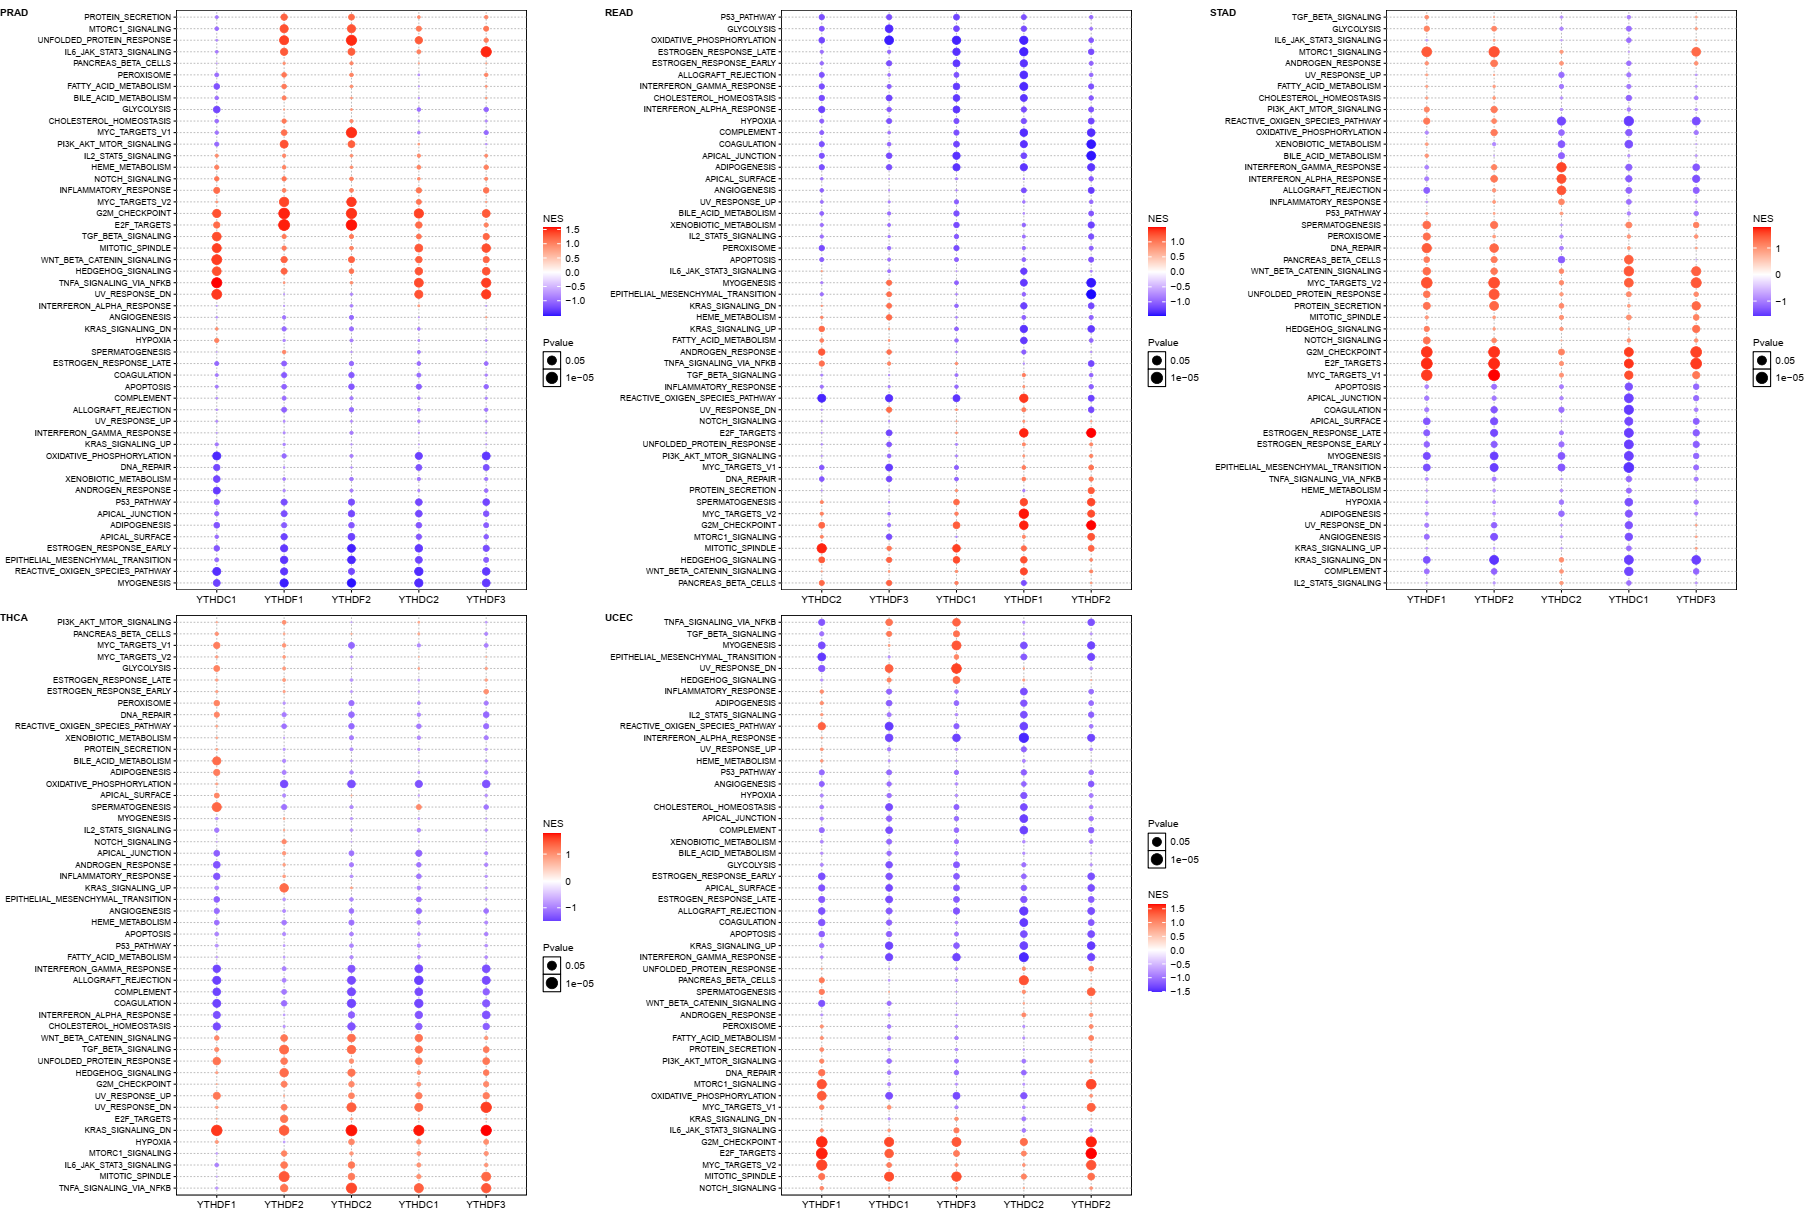 PRAD
PROTEIN_SECRETION
MTORC1_SIGNALING
UNFOLDED_PROTEIN_RESPONSE
IL6_JAK_STAT3_SIGNALING
PANCREAS_BETA_CELLS
PEROXISOME
FATTY_ACID_METABOLISM
BILE_ACID_METABOLISM
GLYCOLYSIS
CHOLESTEROL_HOMEOSTASIS
MYC_TARGETS_V1
PI3K_AKT_MTOR_SIGNALING
IL2_STAT5_SIGNALING
HEME_METABOLISM
NOTCH_SIGNALING
INFLAMMATORY_RESPONSE
MYC_TARGETS_V2
G2M_CHECKPOINT
E2F_TARGETS
TGF_BETA_SIGNALING
MITOTIC_SPINDLE
WNT_BETA_CATENIN_SIGNALING
HEDGEHOG_SIGNALING
TNFA_SIGNALING_VIA_NFKB
UV_RESPONSE_DN
INTERFERON_ALPHA_RESPONSE
ANGIOGENESIS
KRAS_SIGNALING_DN
HYPOXIA
SPERMATOGENESIS
ESTROGEN_RESPONSE_LATE
COAGULATION
APOPTOSIS
COMPLEMENT
ALLOGRAFT_REJECTION
UV_RESPONSE_UP
INTERFERON_GAMMA_RESPONSE
KRAS_SIGNALING_UP
OXIDATIVE_PHOSPHORYLATION
DNA_REPAIR
XENOBIOTIC_METABOLISM
ANDROGEN_RESPONSE
P53_PATHWAY
APICAL_JUNCTION
ADIPOGENESIS
APICAL_SURFACE
ESTROGEN_RESPONSE_EARLY
EPITHELIAL_MESENCHYMAL_TRANSITION
REACTIVE_OXIGEN_SPECIES_PATHWAY
MYOGENESIS
YTHDC1 YTHDF1 YTHDF2 YTHDC2 YTHDF3
NES
1.5
1.0
0.5
0.0
−0.5
−1.0
Pvalue
0.05
1e−05
READ
P53_PATHWAY
GLYCOLYSIS
OXIDATIVE_PHOSPHORYLATION
ESTROGEN_RESPONSE_LATE
ESTROGEN_RESPONSE_EARLY
ALLOGRAFT_REJECTION
INTERFERON_GAMMA_RESPONSE
CHOLESTEROL_HOMEOSTASIS
INTERFERON_ALPHA_RESPONSE
HYPOXIA
COMPLEMENT
COAGULATION
APICAL_JUNCTION
ADIPOGENESIS
APICAL_SURFACE
ANGIOGENESIS
UV_RESPONSE_UP
BILE_ACID_METABOLISM
XENOBIOTIC_METABOLISM
IL2_STAT5_SIGNALING
PEROXISOME
APOPTOSIS
IL6_JAK_STAT3_SIGNALING
MYOGENESIS
EPITHELIAL_MESENCHYMAL_TRANSITION
KRAS_SIGNALING_DN
HEME_METABOLISM
KRAS_SIGNALING_UP
FATTY_ACID_METABOLISM
ANDROGEN_RESPONSE
TNFA_SIGNALING_VIA_NFKB
TGF_BETA_SIGNALING
INFLAMMATORY_RESPONSE
REACTIVE_OXIGEN_SPECIES_PATHWAY
UV_RESPONSE_DN
NOTCH_SIGNALING
E2F_TARGETS
UNFOLDED_PROTEIN_RESPONSE
PI3K_AKT_MTOR_SIGNALING
MYC_TARGETS_V1
DNA_REPAIR
PROTEIN_SECRETION
SPERMATOGENESIS
MYC_TARGETS_V2
G2M_CHECKPOINT
MTORC1_SIGNALING
MITOTIC_SPINDLE
HEDGEHOG_SIGNALING
WNT_BETA_CATENIN_SIGNALING
PANCREAS_BETA_CELLS
YTHDC2 YTHDF3 YTHDC1 YTHDF1 YTHDF2
NES
1.0
0.5
0.0
−0.5
−1.0
Pvalue
0.05
1e−05
STAD
TGF_BETA_SIGNALING
GLYCOLYSIS
IL6_JAK_STAT3_SIGNALING
MTORC1_SIGNALING
ANDROGEN_RESPONSE
UV_RESPONSE_UP
FATTY_ACID_METABOLISM
CHOLESTEROL_HOMEOSTASIS
PI3K_AKT_MTOR_SIGNALING
REACTIVE_OXIGEN_SPECIES_PATHWAY
OXIDATIVE_PHOSPHORYLATION
XENOBIOTIC_METABOLISM
BILE_ACID_METABOLISM
INTERFERON_GAMMA_RESPONSE
INTERFERON_ALPHA_RESPONSE
ALLOGRAFT_REJECTION
INFLAMMATORY_RESPONSE
P53_PATHWAY
SPERMATOGENESIS
PEROXISOME
DNA_REPAIR
PANCREAS_BETA_CELLS
WNT_BETA_CATENIN_SIGNALING
MYC_TARGETS_V2
UNFOLDED_PROTEIN_RESPONSE
PROTEIN_SECRETION
MITOTIC_SPINDLE
HEDGEHOG_SIGNALING
NOTCH_SIGNALING
G2M_CHECKPOINT
E2F_TARGETS
MYC_TARGETS_V1
APOPTOSIS
APICAL_JUNCTION
COAGULATION
APICAL_SURFACE
ESTROGEN_RESPONSE_LATE
ESTROGEN_RESPONSE_EARLY
MYOGENESIS
EPITHELIAL_MESENCHYMAL_TRANSITION
TNFA_SIGNALING_VIA_NFKB
HEME_METABOLISM
HYPOXIA
ADIPOGENESIS
UV_RESPONSE_DN
ANGIOGENESIS
KRAS_SIGNALING_UP
KRAS_SIGNALING_DN
COMPLEMENT
IL2_STAT5_SIGNALING
YTHDF1 YTHDF2 YTHDC2 YTHDC1 YTHDF3
NES
1
0
−1
Pvalue
0.05
1e−05
THCA
PI3K_AKT_MTOR_SIGNALING
PANCREAS_BETA_CELLS
MYC_TARGETS_V1
MYC_TARGETS_V2
GLYCOLYSIS
ESTROGEN_RESPONSE_LATE
ESTROGEN_RESPONSE_EARLY
PEROXISOME
DNA_REPAIR
REACTIVE_OXIGEN_SPECIES_PATHWAY
XENOBIOTIC_METABOLISM
PROTEIN_SECRETION
BILE_ACID_METABOLISM
ADIPOGENESIS
OXIDATIVE_PHOSPHORYLATION
APICAL_SURFACE
SPERMATOGENESIS
MYOGENESIS
IL2_STAT5_SIGNALING
NOTCH_SIGNALING
APICAL_JUNCTION
ANDROGEN_RESPONSE
INFLAMMATORY_RESPONSE
KRAS_SIGNALING_UP
EPITHELIAL_MESENCHYMAL_TRANSITION
ANGIOGENESIS
HEME_METABOLISM
APOPTOSIS
P53_PATHWAY
FATTY_ACID_METABOLISM
INTERFERON_GAMMA_RESPONSE
ALLOGRAFT_REJECTION
COMPLEMENT
COAGULATION
INTERFERON_ALPHA_RESPONSE
CHOLESTEROL_HOMEOSTASIS
WNT_BETA_CATENIN_SIGNALING
TGF_BETA_SIGNALING
UNFOLDED_PROTEIN_RESPONSE
HEDGEHOG_SIGNALING
G2M_CHECKPOINT
UV_RESPONSE_UP
UV_RESPONSE_DN
E2F_TARGETS
KRAS_SIGNALING_DN
HYPOXIA
MTORC1_SIGNALING
IL6_JAK_STAT3_SIGNALING
MITOTIC_SPINDLE
TNFA_SIGNALING_VIA_NFKB
YTHDF1 YTHDF2 YTHDC2 YTHDC1 YTHDF3
NES
1
0
−1
Pvalue
0.05
1e−05
UCEC
TNFA_SIGNALING_VIA_NFKB
TGF_BETA_SIGNALING
MYOGENESIS
EPITHELIAL_MESENCHYMAL_TRANSITION
UV_RESPONSE_DN
HEDGEHOG_SIGNALING
INFLAMMATORY_RESPONSE
ADIPOGENESIS
IL2_STAT5_SIGNALING
REACTIVE_OXIGEN_SPECIES_PATHWAY
INTERFERON_ALPHA_RESPONSE
UV_RESPONSE_UP
HEME_METABOLISM
P53_PATHWAY
ANGIOGENESIS
HYPOXIA
CHOLESTEROL_HOMEOSTASIS
APICAL_JUNCTION
COMPLEMENT
XENOBIOTIC_METABOLISM
BILE_ACID_METABOLISM
GLYCOLYSIS
ESTROGEN_RESPONSE_EARLY
APICAL_SURFACE
ESTROGEN_RESPONSE_LATE
ALLOGRAFT_REJECTION
COAGULATION
APOPTOSIS
KRAS_SIGNALING_UP
INTERFERON_GAMMA_RESPONSE
UNFOLDED_PROTEIN_RESPONSE
PANCREAS_BETA_CELLS
SPERMATOGENESIS
WNT_BETA_CATENIN_SIGNALING
ANDROGEN_RESPONSE
PEROXISOME
FATTY_ACID_METABOLISM
PROTEIN_SECRETION
PI3K_AKT_MTOR_SIGNALING
DNA_REPAIR
MTORC1_SIGNALING
OXIDATIVE_PHOSPHORYLATION
MYC_TARGETS_V1
KRAS_SIGNALING_DN
IL6_JAK_STAT3_SIGNALING
G2M_CHECKPOINT
E2F_TARGETS
MYC_TARGETS_V2
MITOTIC_SPINDLE
NOTCH_SIGNALING
YTHDF1 YTHDC1 YTHDF3 YTHDC2 YTHDF2
Pvalue
0.05
1e−05
NES
1.5
1.0
0.5
0.0
−0.5
−1.0
−1.5